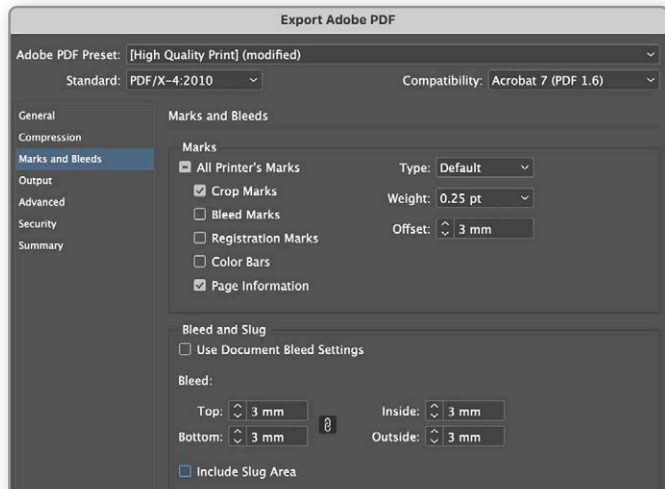 Export Adobe PDF
Adobe PDF Preset: [High Quality Print] (modified)
Standard: PDF/X-4:2010 Compatibility: Acrobat 7 (PDF 1.6)
General
Compression
Marks and Bleeds
Output
Advanced
Security
Summary
Marks and Bleeds
Marks
All Printer's Marks
Crop Marks
Bleed Marks
Registration Marks
Color Bars
Page Information
Type: Default
Weight: 0.25 pt
Offset: 3 mm
Bleed and Slug
Use Document Bleed Settings
Bleed:
Top: 3 mm Inside: 3 mm
Bottom: 3 mm Outside: 3 mm
Include Slug Area